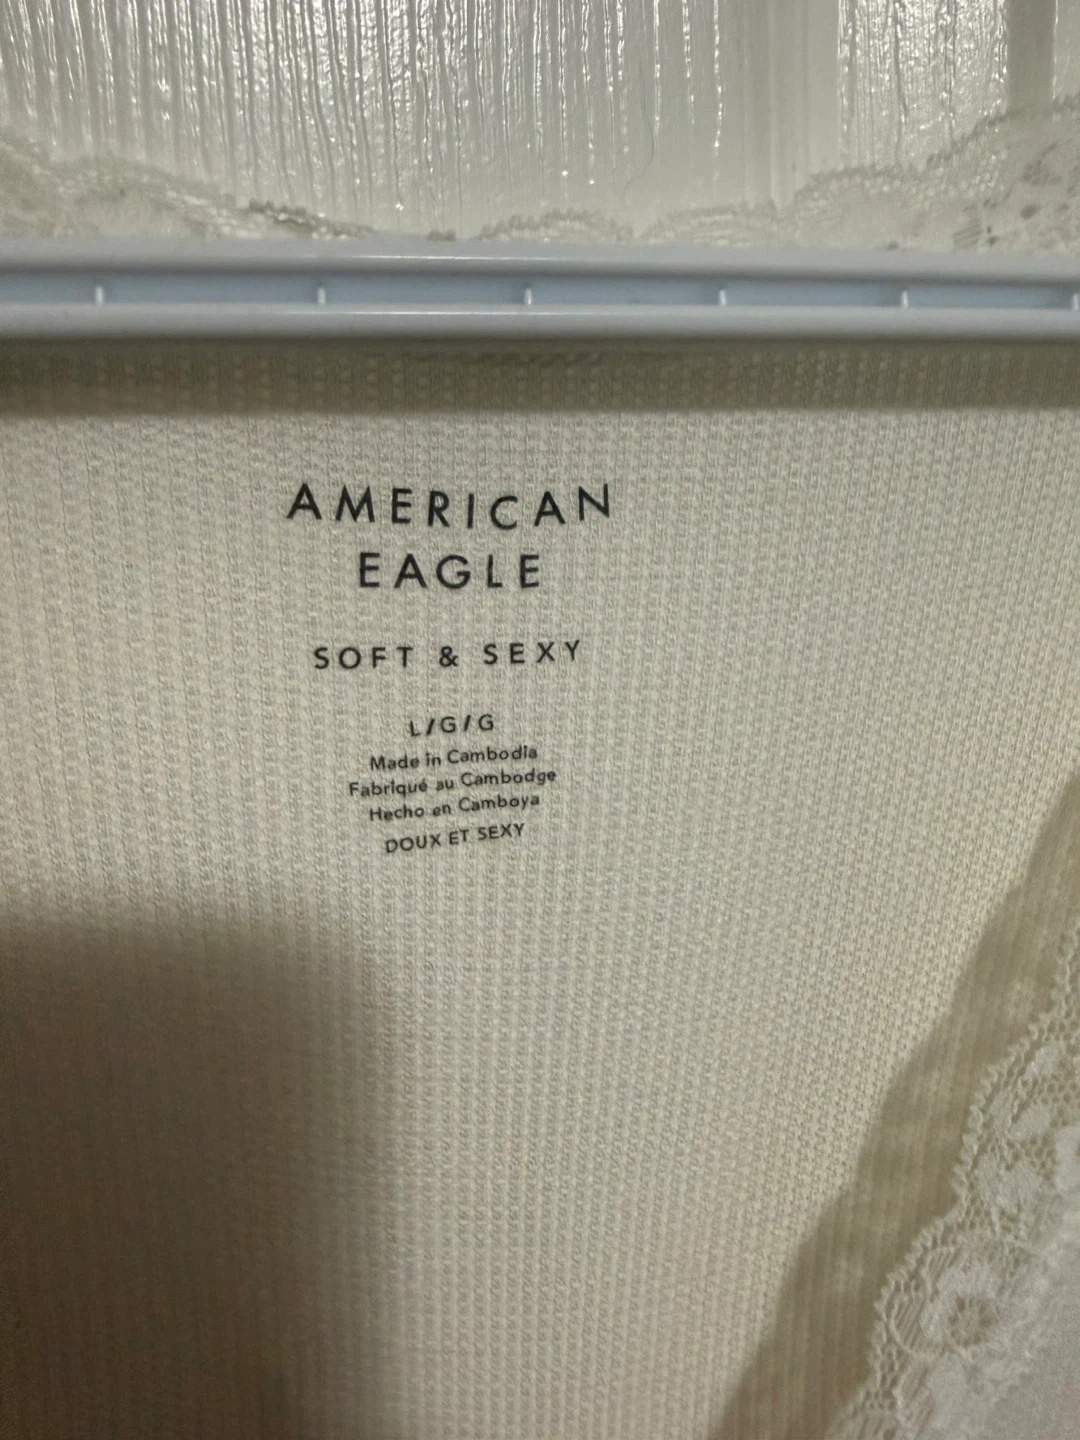 AMERICAN
EAGLE
SOFT & SEXY
L/G/G
Made in Cambodia
Fabriqué au Cambodge
Hecho en Camboya
DOUX ET SEXY